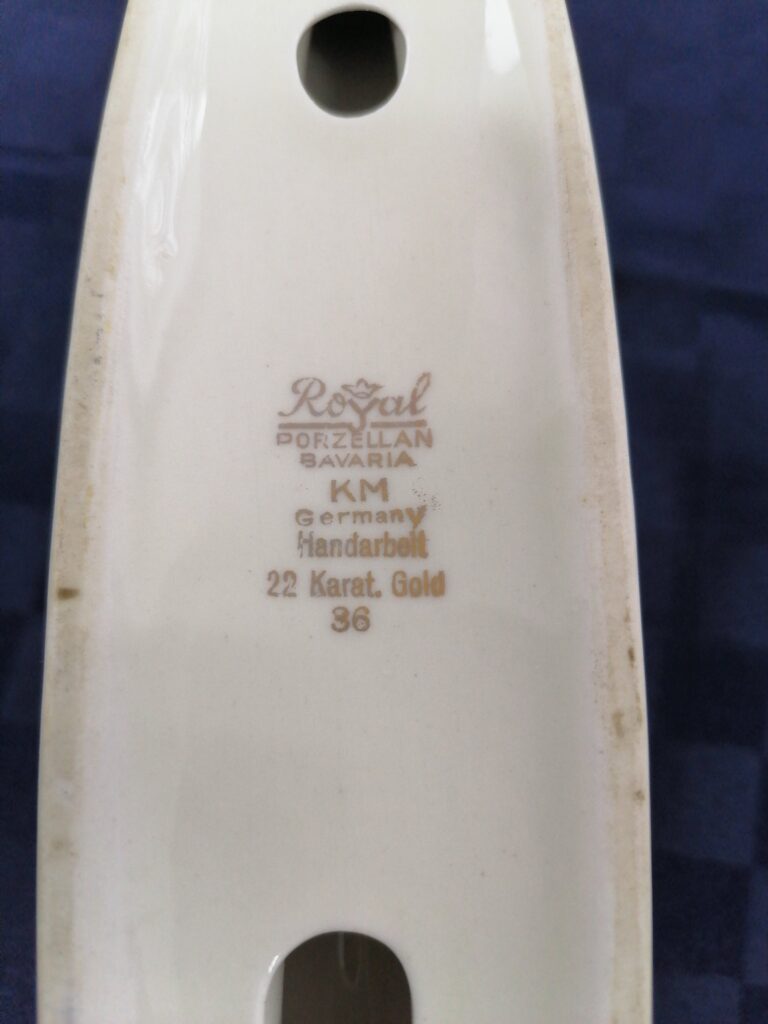 Royal
PORZELLAN
BAVARIA
KM
Germany
Handarbeit
22 Karat. Gold
36